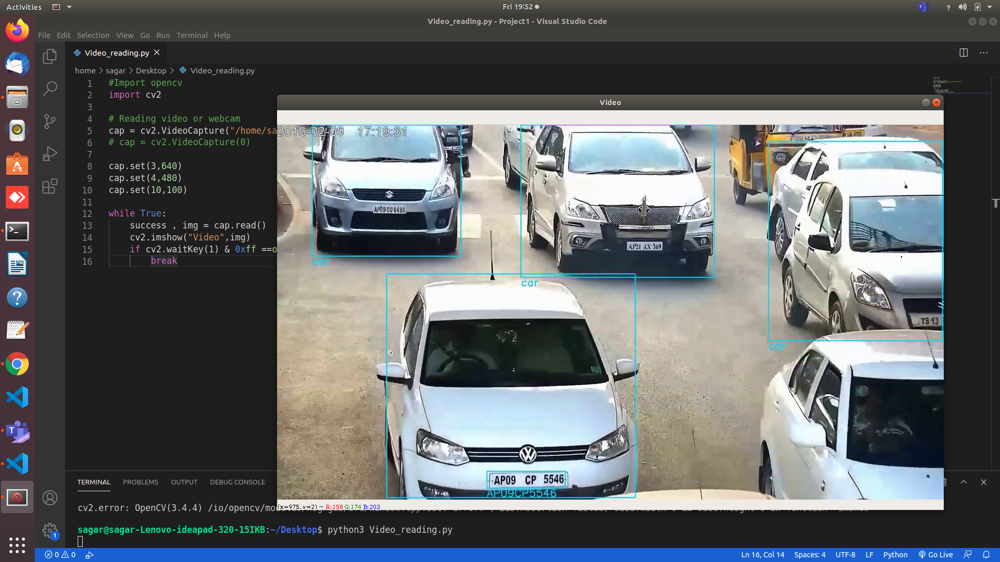 Activities
Fri 19:52
Video_reading.py - Project1 - Visual Studio Code
File Edit Selection View Go Run Terminal Help
Video_reading.py
home > sagar > Desktop > Video_reading.py
1 #Import opencv
2 import cv2
3
4 # Reading video or webcam
5 cap = cv2.VideoCapture("/home/sa
6 # cap = cv2.VideoCapture(0)
7
8 cap.set(3,640)
9 cap.set(4,480)
10 cap.set(10,100)
11
12 while True:
13 success , img = cap.read()
14 cv2.imshow("Video",img)
15 if cv2.waitKey(1) & 0xff ==o
16 break
Video
2016-02-09 17:19:31
AP09 CU 6490
car
AP21 AX 369
car
TS 13
car
AP09 CP 5546
AP09CP5546
(x=975, y=2) ~ R:158 G:174 B:203
TERMINAL PROBLEMS OUTPUT DEBUG CONSOLE
cv2.error: OpenCV(3.4.4) /io/opencv/mod
sagar@sagar-Lenovo-ideapad-320-15IKB:~/Desktop$ python3 Video_reading.py
1
0 0
Ln 16, Col 14 Spaces: 4 UTF-8 LF Python Go Live